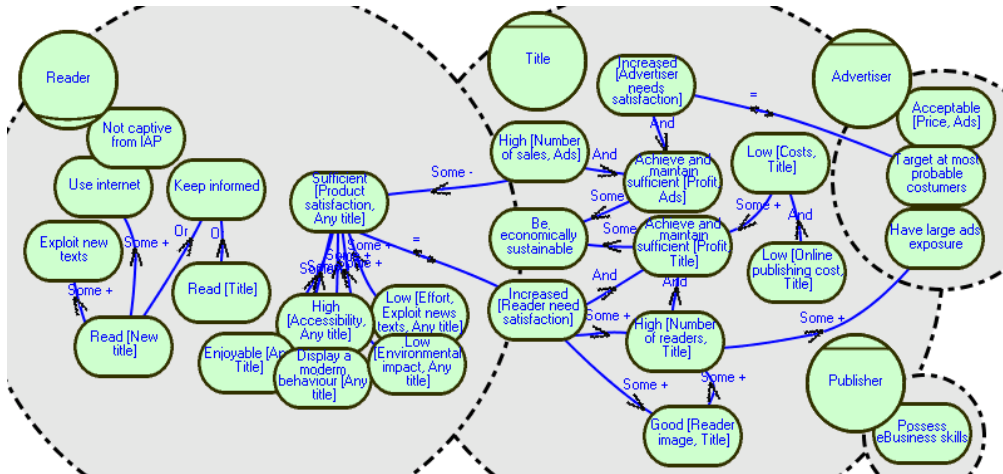 Reader
Not captive
from IAP
Use internet
Keep informed
Exploit new
texts
Some +
Or
O
Some +
Read [Title]
Read [New
title]
Sufficient
[Product
satisfaction,
Any title]
Some -
=
Some +
Some +
High
[Accessibility,
Any title]
Low [Effort,
Exploit news
texts, Any title]
Enjoyable [An
Title]
Display a
modern
behaviour [Any
title]
Low
[Environmental
impact, Any
title]
Title
Increased
[Advertiser
needs
satisfaction]
=
And
High [Number
of sales, Ads]
And
Achieve and
maintain
sufficient [Profit,
Ads]
Some
Be
economically
sustainable
Some
Achieve and
maintain
sufficient [Profit
Title]
Low [Costs,
Title]
Some +
And
Low [Online
publishing cost,
Title]
Increased
[Reader need
satisfaction]
And
And
Some +
High [Number
of readers,
Title]
Some +
Some +
Some +
Good [Reader
image, Title]
Advertiser
Acceptable
[Price, Ads]
Target at most
probable
costumers
Have large ads
exposure
Publisher
Possess
eBusiness skills